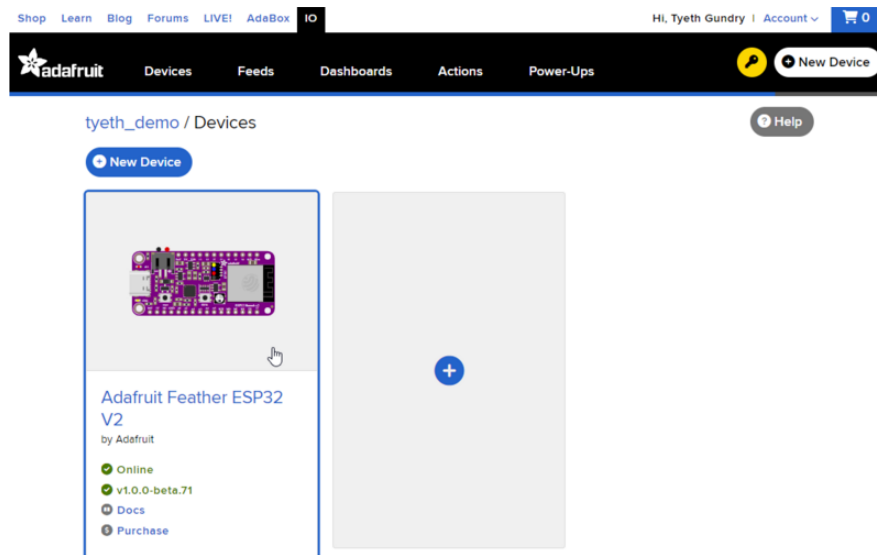 Shop Learn Blog Forums LIVE! AdaBox IO Hi, Tyeth Gundry | Account 0
adafruit Devices Feeds Dashboards Actions Power-Ups New Device
tyeth_demo / Devices ? Help
New Device
Adafruit Feather ESP32
V2
by Adafruit
Online
v1.0.0-beta.71
Docs
Purchase